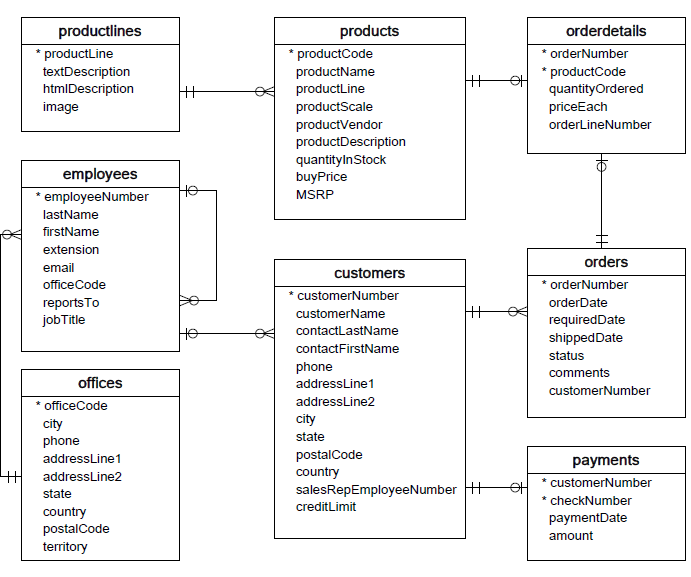 productlines
* productLine
textDescription
htmlDescription
image
products
* productCode
productName
productLine
productScale
productVendor
productDescription
quantityInStock
buyPrice
MSRP
orderdetails
* orderNumber
* productCode
quantityOrdered
priceEach
orderLineNumber
employees
* employeeNumber
lastName
firstName
extension
email
officeCode
reportsTo
jobTitle
customers
* customerNumber
customerName
contactLastName
contactFirstName
phone
addressLine1
addressLine2
city
state
postalCode
country
salesRepEmployeeNumber
creditLimit
orders
* orderNumber
orderDate
requiredDate
shippedDate
status
comments
customerNumber
offices
* officeCode
city
phone
addressLine1
addressLine2
state
country
postalCode
territory
payments
* customerNumber
* checkNumber
paymentDate
amount